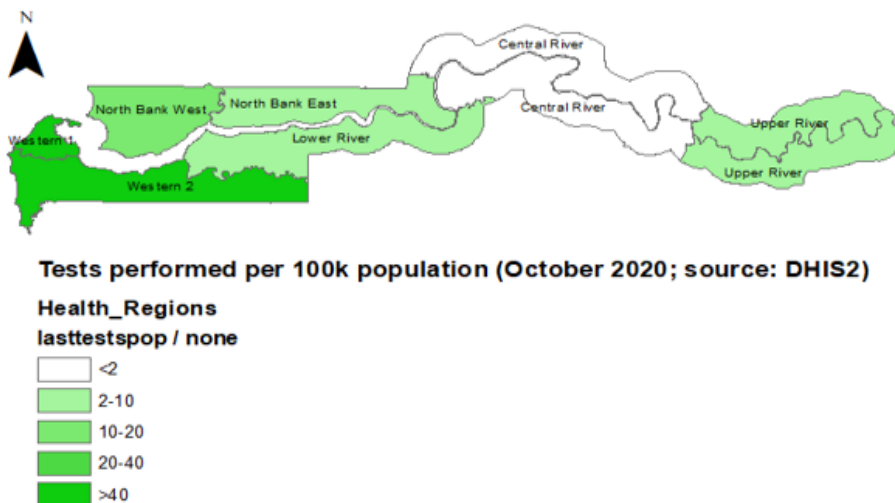 N
Central River
North Bank West
North Bank East
Central River
Upper River
Western 1
Lower River
Upper River
Western 2
Tests performed per 100k population (October 2020; source: DHIS2)
Health_Regions
lasttestspop / none
<2
2-10
10-20
20-40
>40